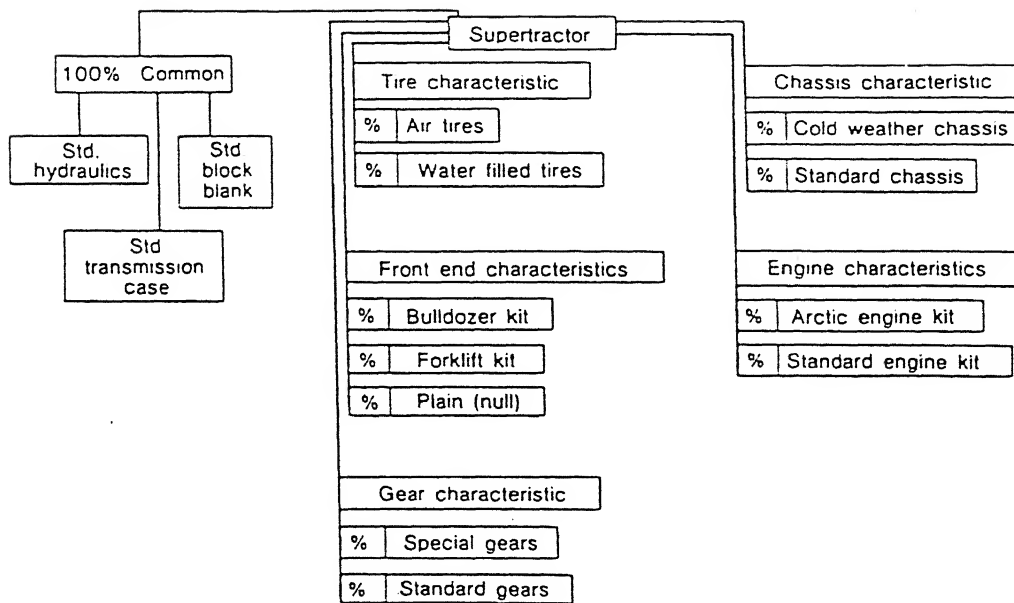 Supertractor
100% Common
Std.
hydraulics
Std
block
blank
Std
transmission
case
Tire characteristic
% Air tires
% Water filled tires
Front end characteristics
% Bulldozer kit
% Forklift kit
% Plain (null)
Gear characteristic
% Special gears
% Standard gears
Chassis characteristic
% Cold weather chassis
% Standard chassis
Engine characteristics
% Arctic engine kit
% Standard engine kit